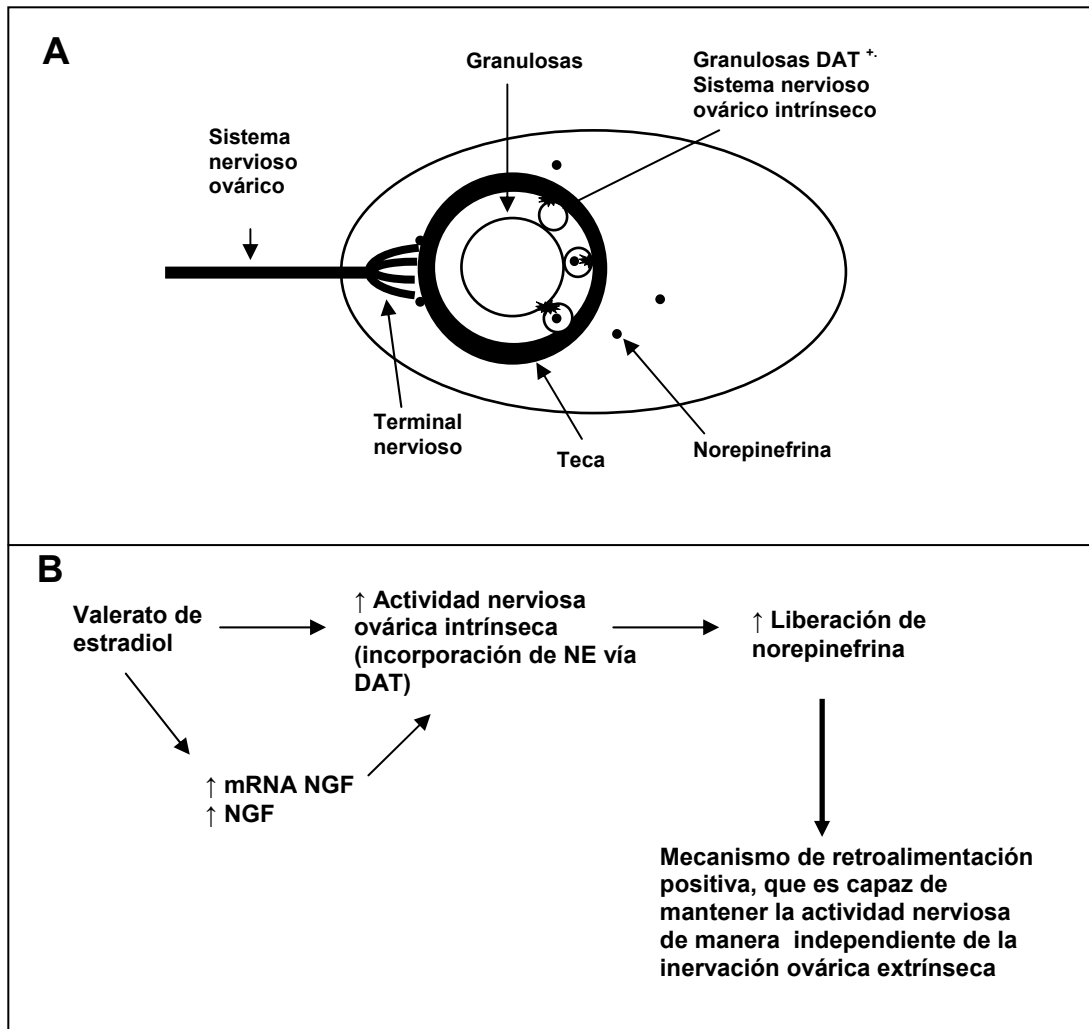 A
Granulosas
Granulosas DAT +.
Sistema nervioso
ovárico intrínseco
Sistema
nervioso
ovárico
Terminal
nervioso
Teca
Norepinefrina
B
Valerato de
estradiol
↑ Actividad nerviosa
ovárica intrínseca
(incorporación de NE vía
DAT)
↑ Liberación de
norepinefrina
↑ mRNA NGF
↑ NGF
Mecanismo de retroalimentación
positiva, que es capaz de
mantener la actividad nerviosa
de manera independiente de la
inervación ovárica extrínseca